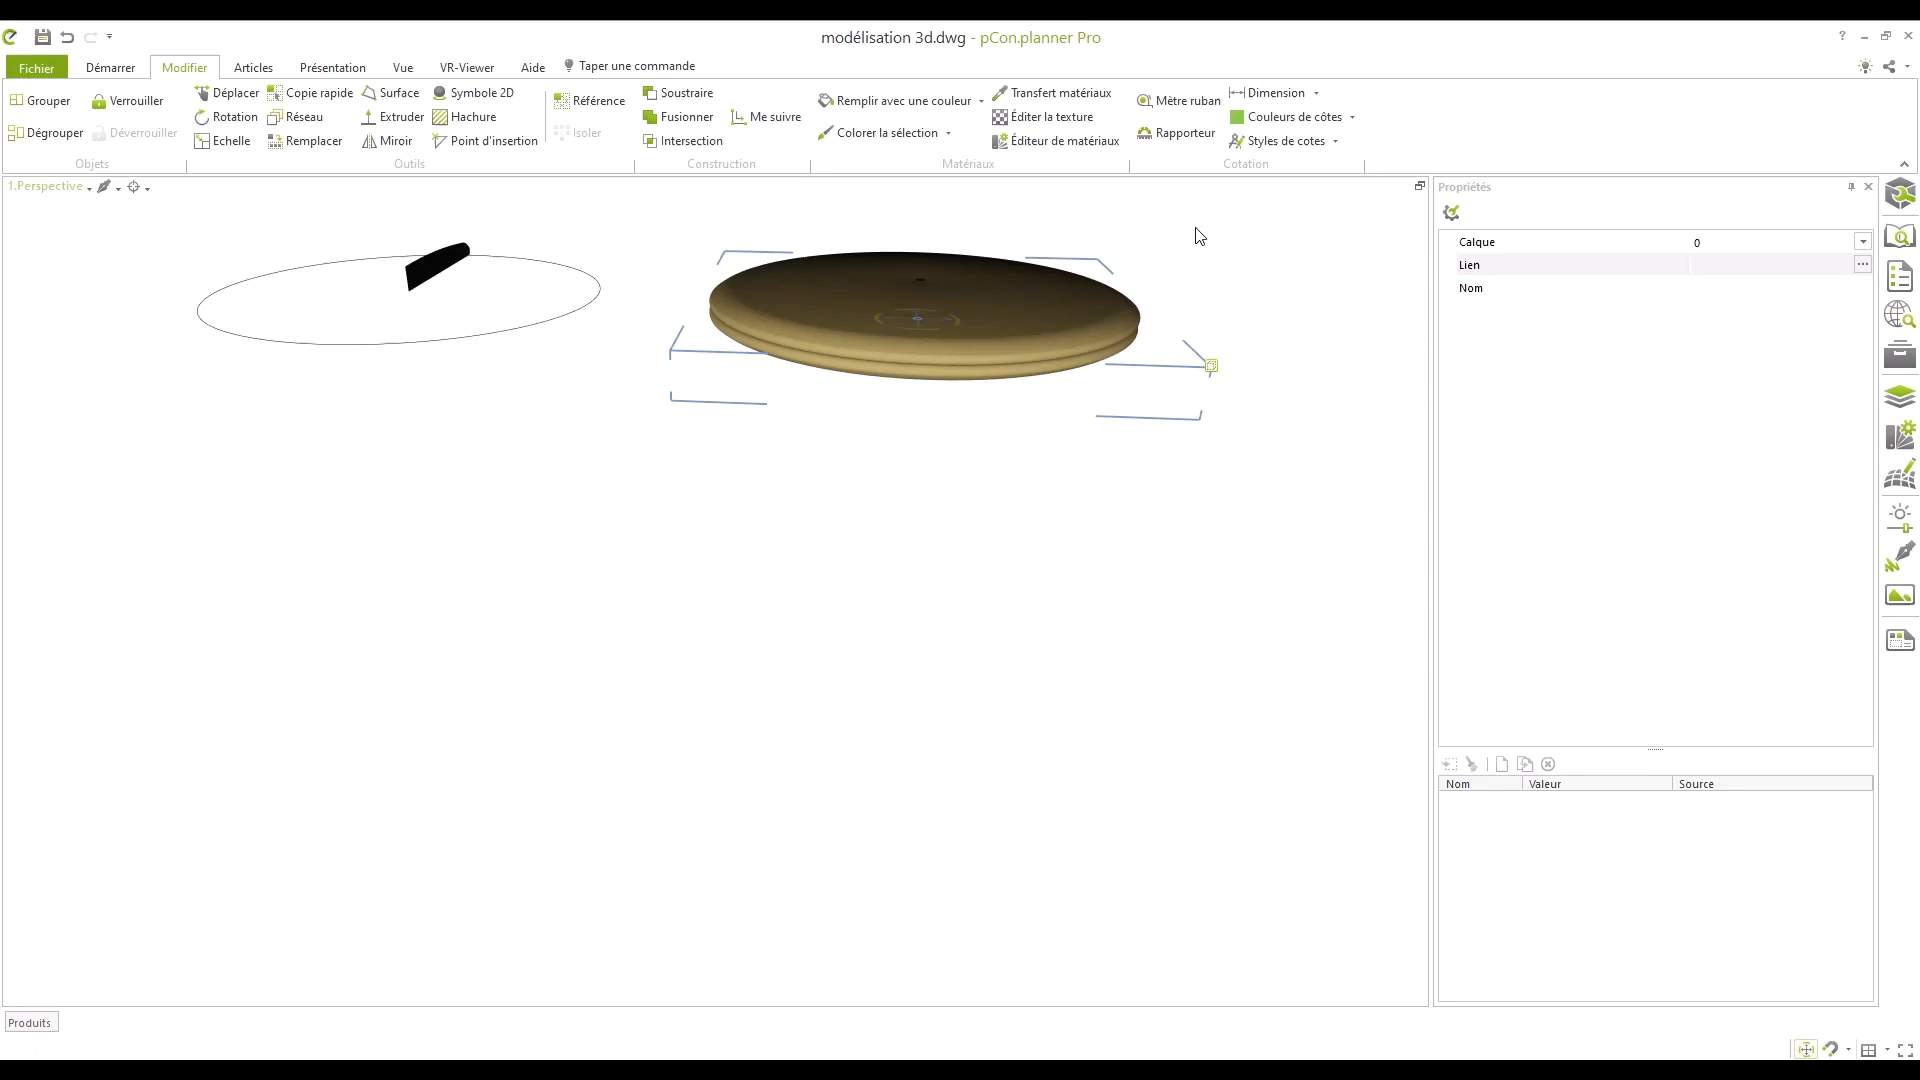 modélisation 3d.dwg - pCon.planner Pro
Fichier Démarrer Modifier Articles Présentation Vue VR-Viewer Aide Taper une commande
Grouper Verrouiller Déplacer Copie rapide Surface Symbole 2D Référence Soustraire Remplir avec une couleur Transfert matériaux Mètre ruban Dimension
Rotation Réseau Extruder Hachure Fusionner Me suivre Éditer la texture Couleurs de côtes
Dégrouper Déverrouiller Echelle Remplacer Miroir Point d'insertion Isoler Intersection Colorer la sélection Éditeur de matériaux Rapporteur Styles de cotes
Objets Outils Construction Matériaux Cotation
1.Perspective
Propriétés
Calque 0
Lien ...
Nom
Nom Valeur Source
Produits